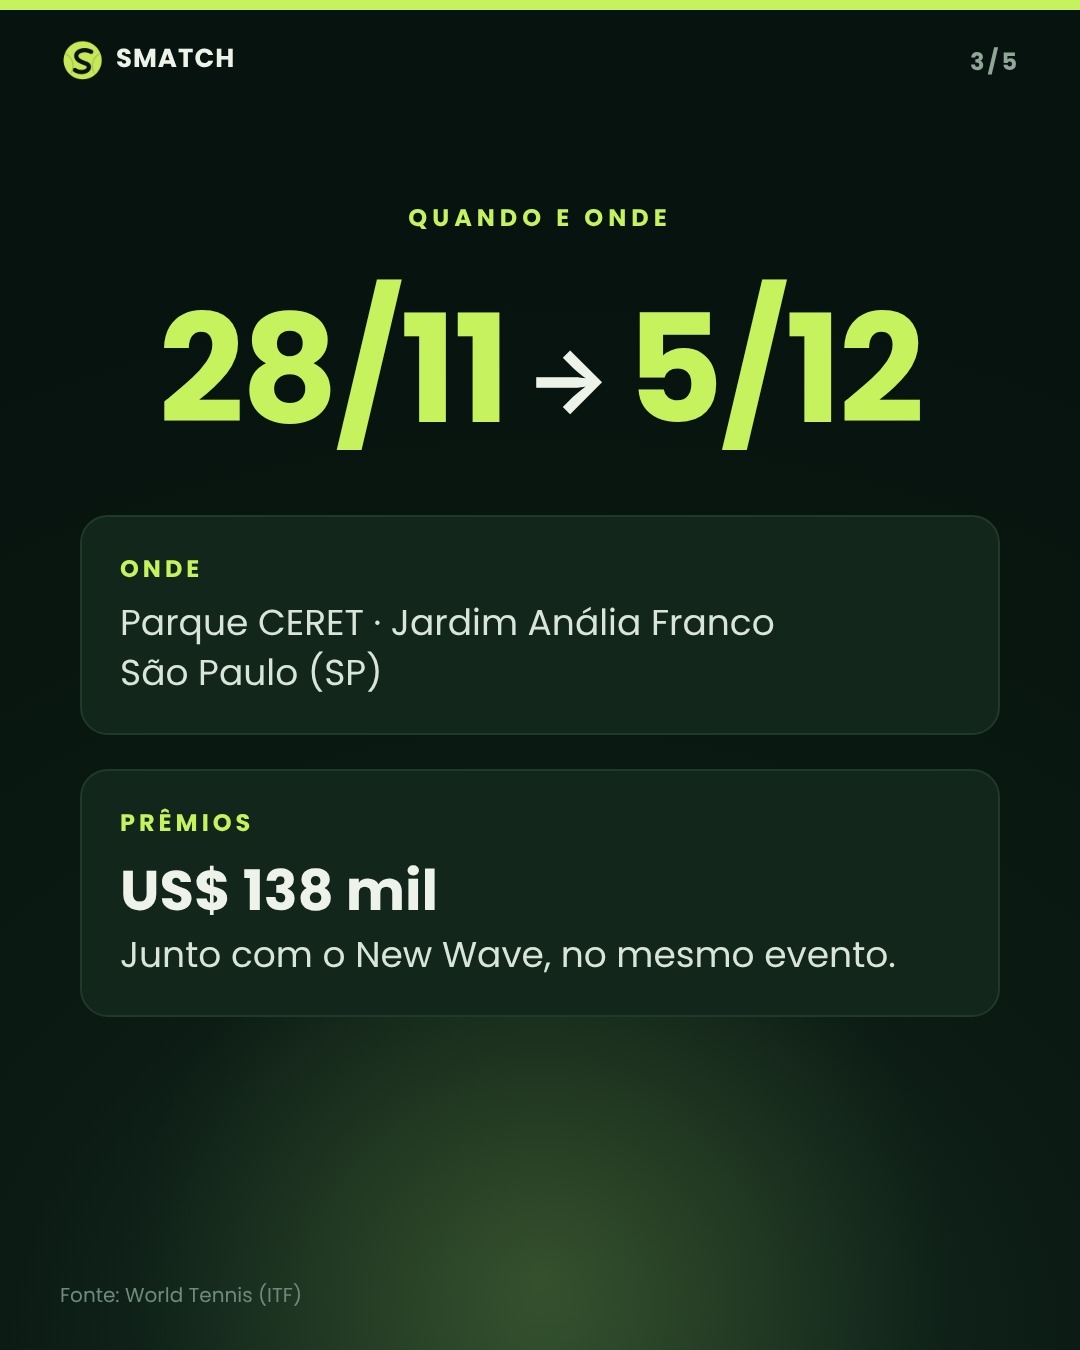 SMATCH
3/5
QUANDO E ONDE
28/11 → 5/12
ONDE
Parque CERET · Jardim Anália Franco
São Paulo (SP)
PRÊMIOS
US$ 138 mil
Junto com o New Wave, no mesmo evento.
Fonte: World Tennis (ITF)